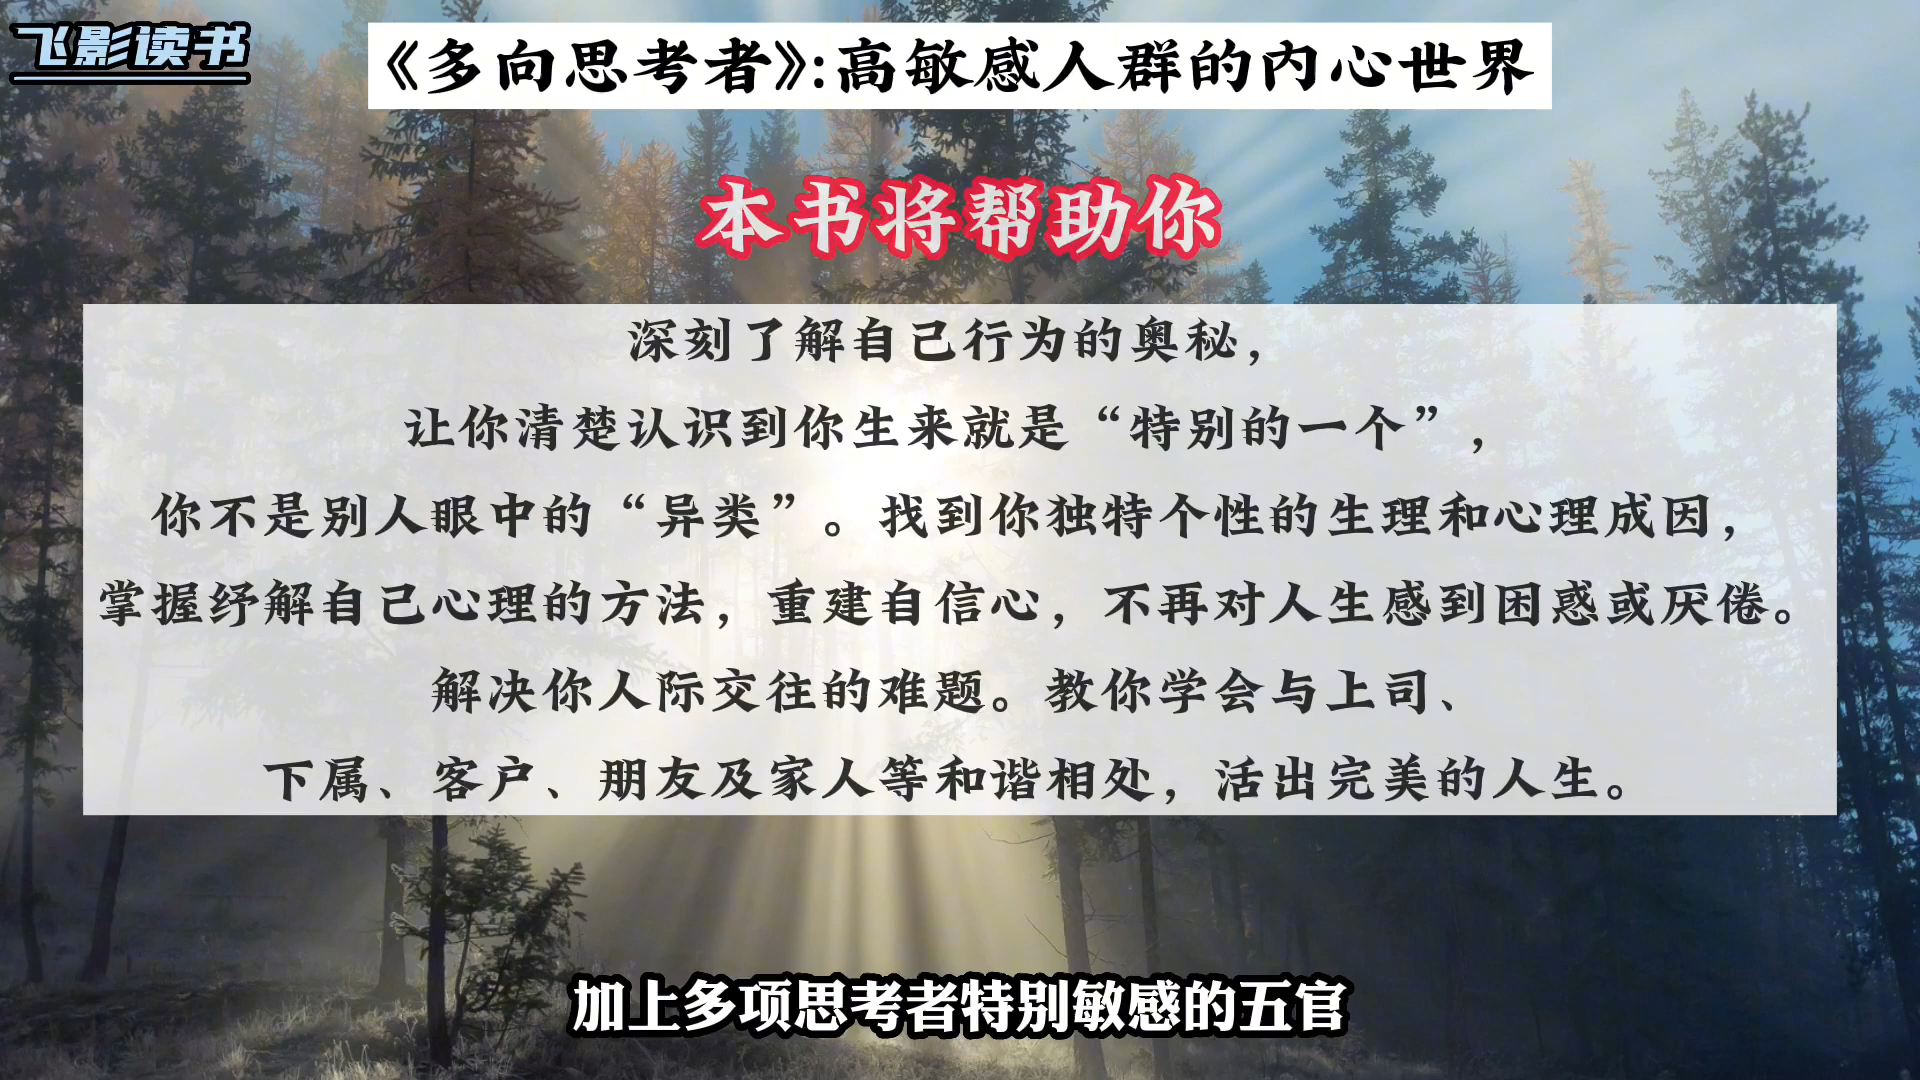 飞影读书
《多向思考者》:高敏感人群的内心世界
本书将帮助你
深刻了解自己行为的奥秘，
让你清楚认识到你生来就是“特别的一个”，
你不是别人眼中的“异类”。找到你独特个性的生理和心理成因，
掌握纾解自己心理的方法，重建自信心，不再对人生感到困惑或厌倦。
解决你人际交往的难题。教你学会与上司、
下属、客户、朋友及家人等和谐相处，活出完美的人生。
加上多项思考者特别敏感的五官